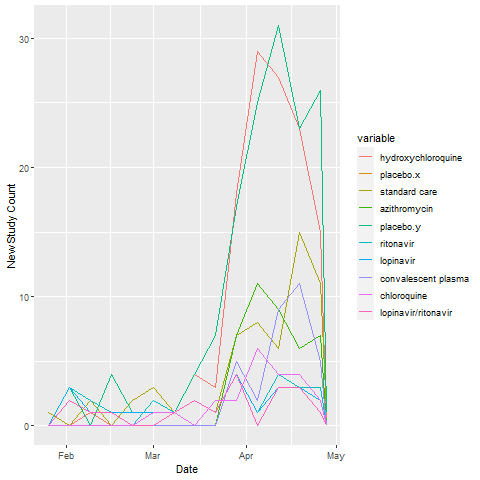 30
20
10
0
NewStudy Count
Feb
Mar
Apr
May
Date
variable
hydroxychloroquine
placebo.x
standard care
azithromycin
placebo.y
ritonavir
lopinavir
convalescent plasma
chloroquine
lopinavir/ritonavir